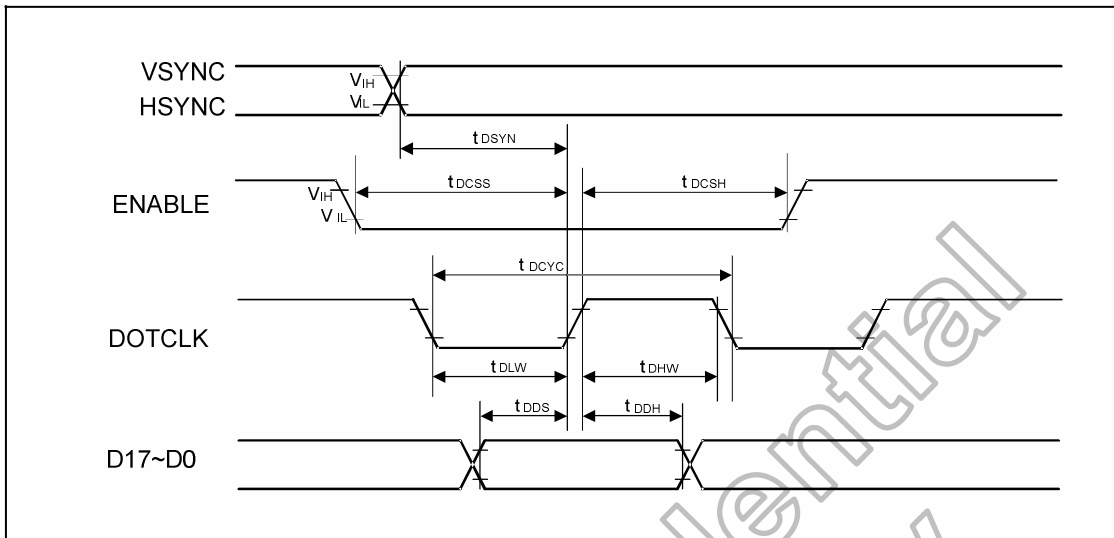 VSYNC
VIH
HSYNC
VIL
tDSYN
tDCSS
tDCSH
VIH
ENABLE
VIL
tDCYC
DOTCLK
tDLW
tDHW
tDDS
tDDH
D17~D0